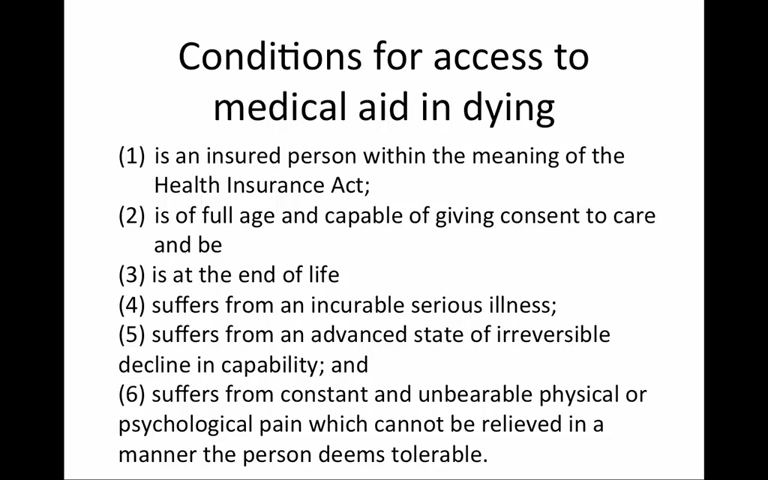 Conditions for access to
medical aid in dying
(1) is an insured person within the meaning of the
Health Insurance Act;
(2) is of full age and capable of giving consent to care
and be
(3) is at the end of life
(4) suffers from an incurable serious illness;
(5) suffers from an advanced state of irreversible
decline in capability; and
(6) suffers from constant and unbearable physical or
psychological pain which cannot be relieved in a
manner the person deems tolerable.